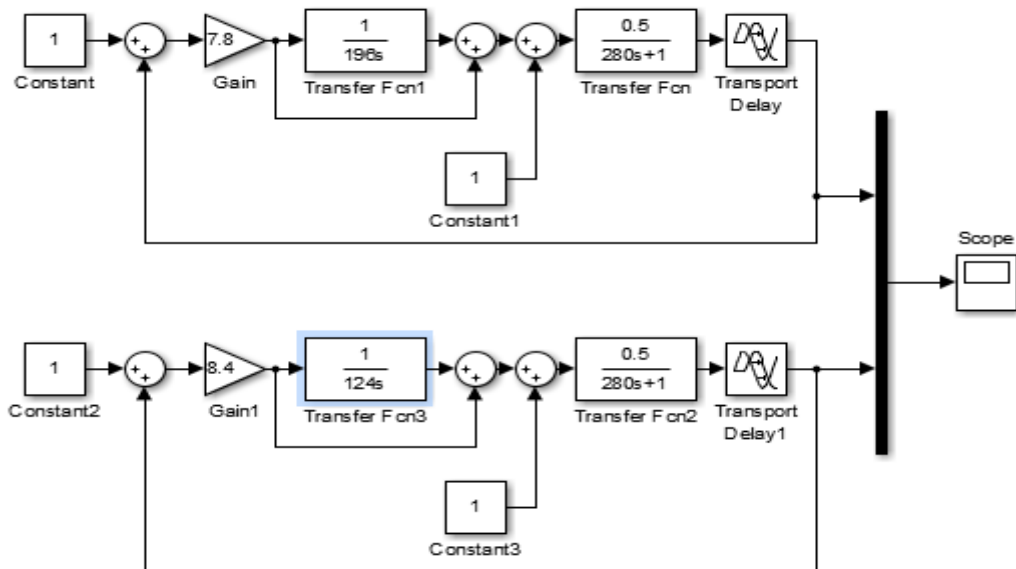 1
Constant
+
+
7.8
Gain
1
196s
Transfer Fcn1
+
+
+
+
0.5
280s+1
Transfer Fcn
Transport
Delay
1
Constant1
Scope
1
Constant2
+
+
8.4
Gain1
1
124s
Transfer Fcn3
+
+
+
+
0.5
280s+1
Transfer Fcn2
Transport
Delay1
1
Constant3